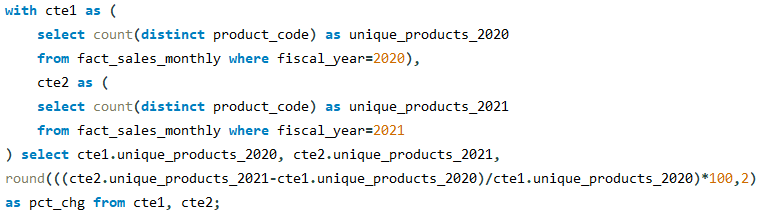 with cte1 as (
    select count(distinct product_code) as unique_products_2020
    from fact_sales_monthly where fiscal_year=2020),
    cte2 as (
    select count(distinct product_code) as unique_products_2021
    from fact_sales_monthly where fiscal_year=2021
) select cte1.unique_products_2020, cte2.unique_products_2021,
round(((cte2.unique_products_2021-cte1.unique_products_2020)/cte1.unique_products_2020)*100,2)
as pct_chg from cte1, cte2;